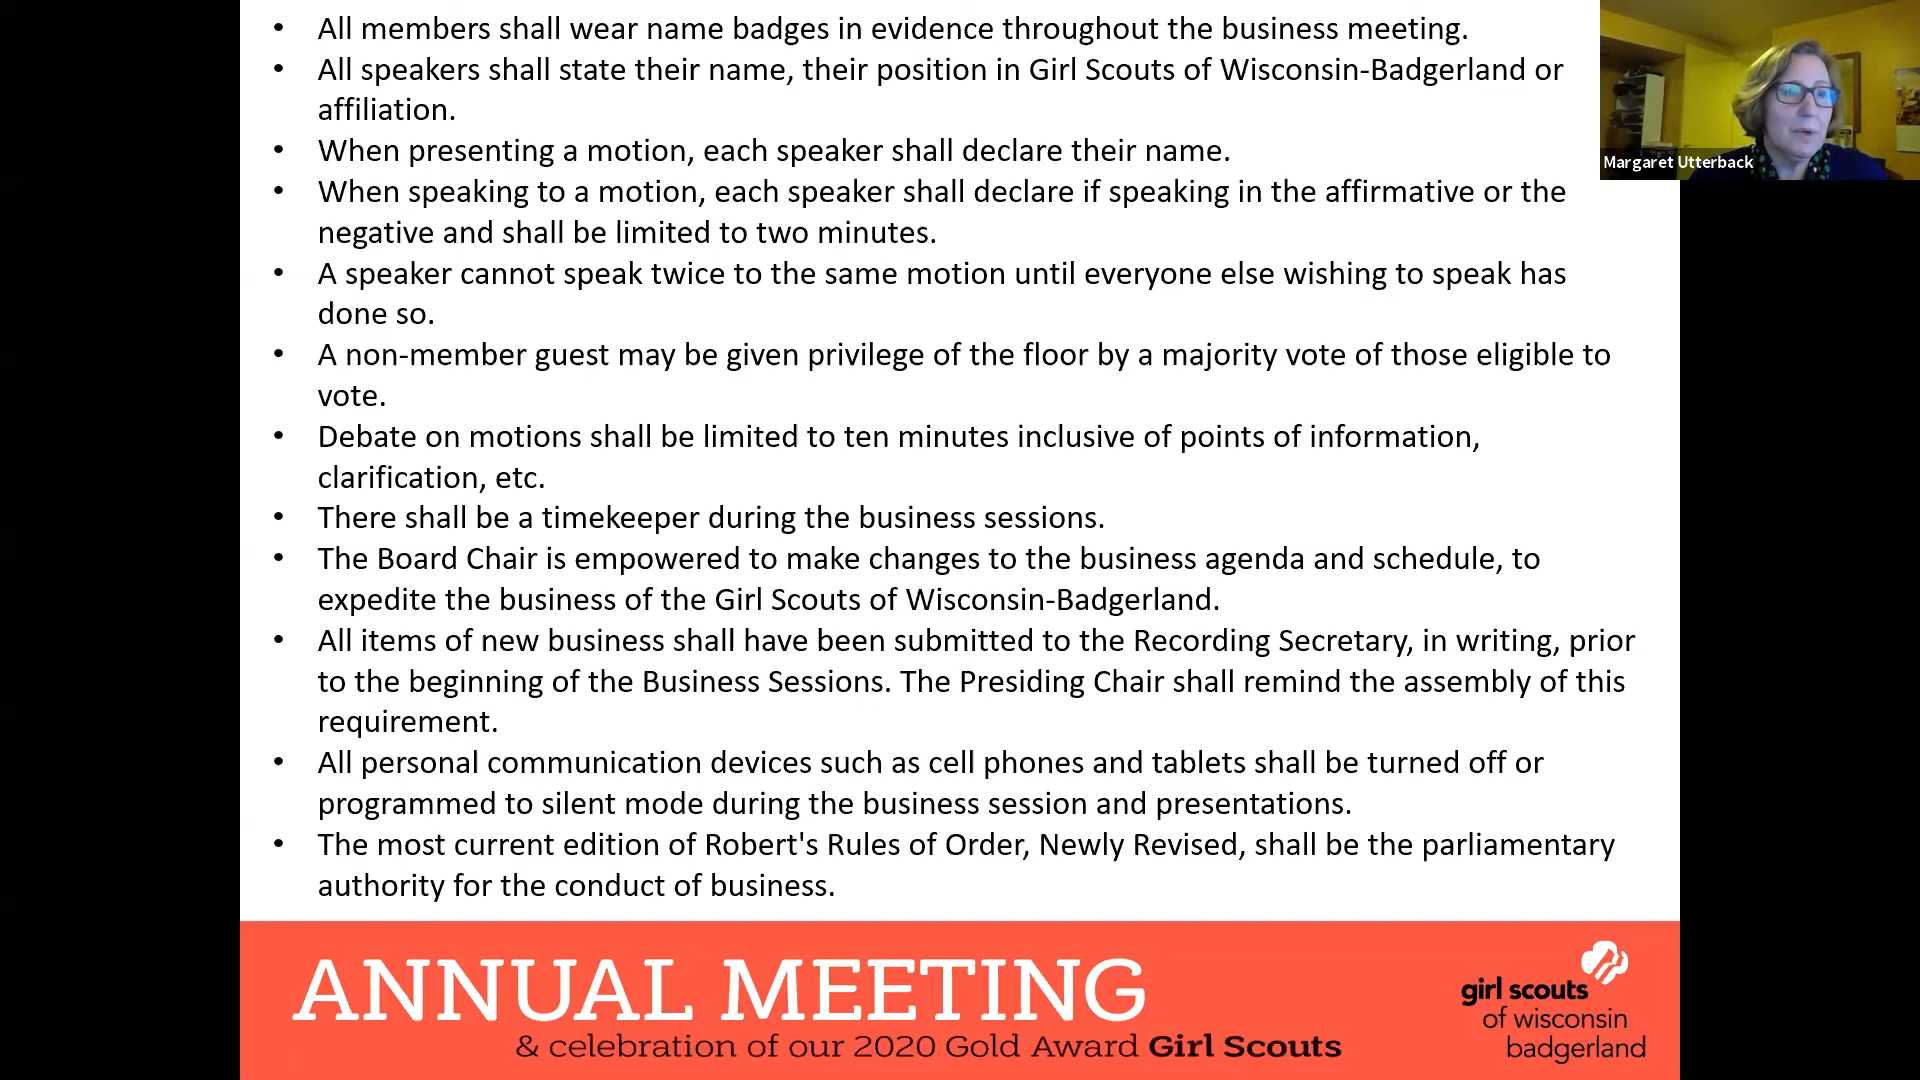 • All members shall wear name badges in evidence throughout the business meeting.
• All speakers shall state their name, their position in Girl Scouts of Wisconsin-Badgerland or
affiliation.
• When presenting a motion, each speaker shall declare their name.
• When speaking to a motion, each speaker shall declare if speaking in the affirmative or the
negative and shall be limited to two minutes.
• A speaker cannot speak twice to the same motion until everyone else wishing to speak has
done so.
• A non-member guest may be given privilege of the floor by a majority vote of those eligible to
vote.
• Debate on motions shall be limited to ten minutes inclusive of points of information,
clarification, etc.
• There shall be a timekeeper during the business sessions.
• The Board Chair is empowered to make changes to the business agenda and schedule, to
expedite the business of the Girl Scouts of Wisconsin-Badgerland.
• All items of new business shall have been submitted to the Recording Secretary, in writing, prior
to the beginning of the Business Sessions. The Presiding Chair shall remind the assembly of this
requirement.
• All personal communication devices such as cell phones and tablets shall be turned off or
programmed to silent mode during the business session and presentations.
• The most current edition of Robert's Rules of Order, Newly Revised, shall be the parliamentary
authority for the conduct of business.
Margaret Utterback
ANNUAL MEETING
& celebration of our 2020 Gold Award Girl Scouts
girl scouts
of wisconsin
badgerland